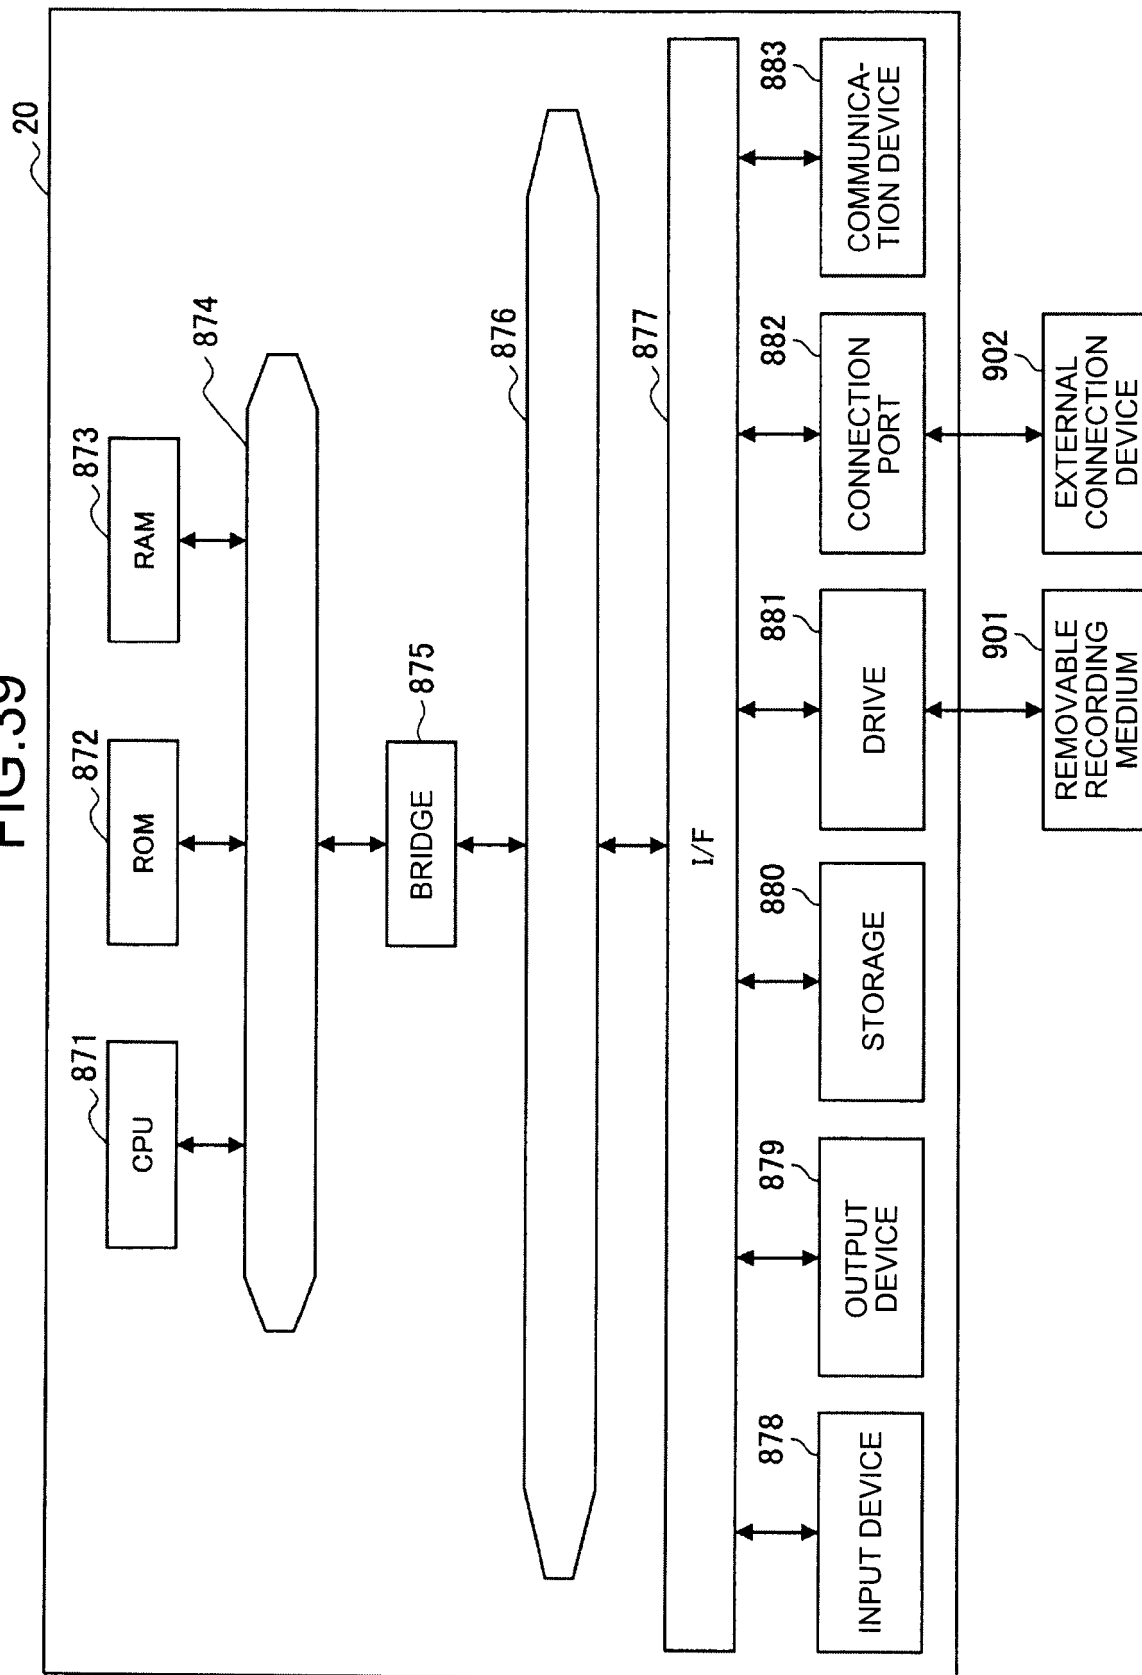 FIG.39
20
871
CPU
872
ROM
873
RAM
874
875
BRIDGE
876
877
I/F
878
INPUT DEVICE
879
OUTPUT
DEVICE
880
STORAGE
881
DRIVE
882
CONNECTION
PORT
883
COMMUNICA-
TION DEVICE
901
REMOVABLE
RECORDING
MEDIUM
902
EXTERNAL
CONNECTION
DEVICE